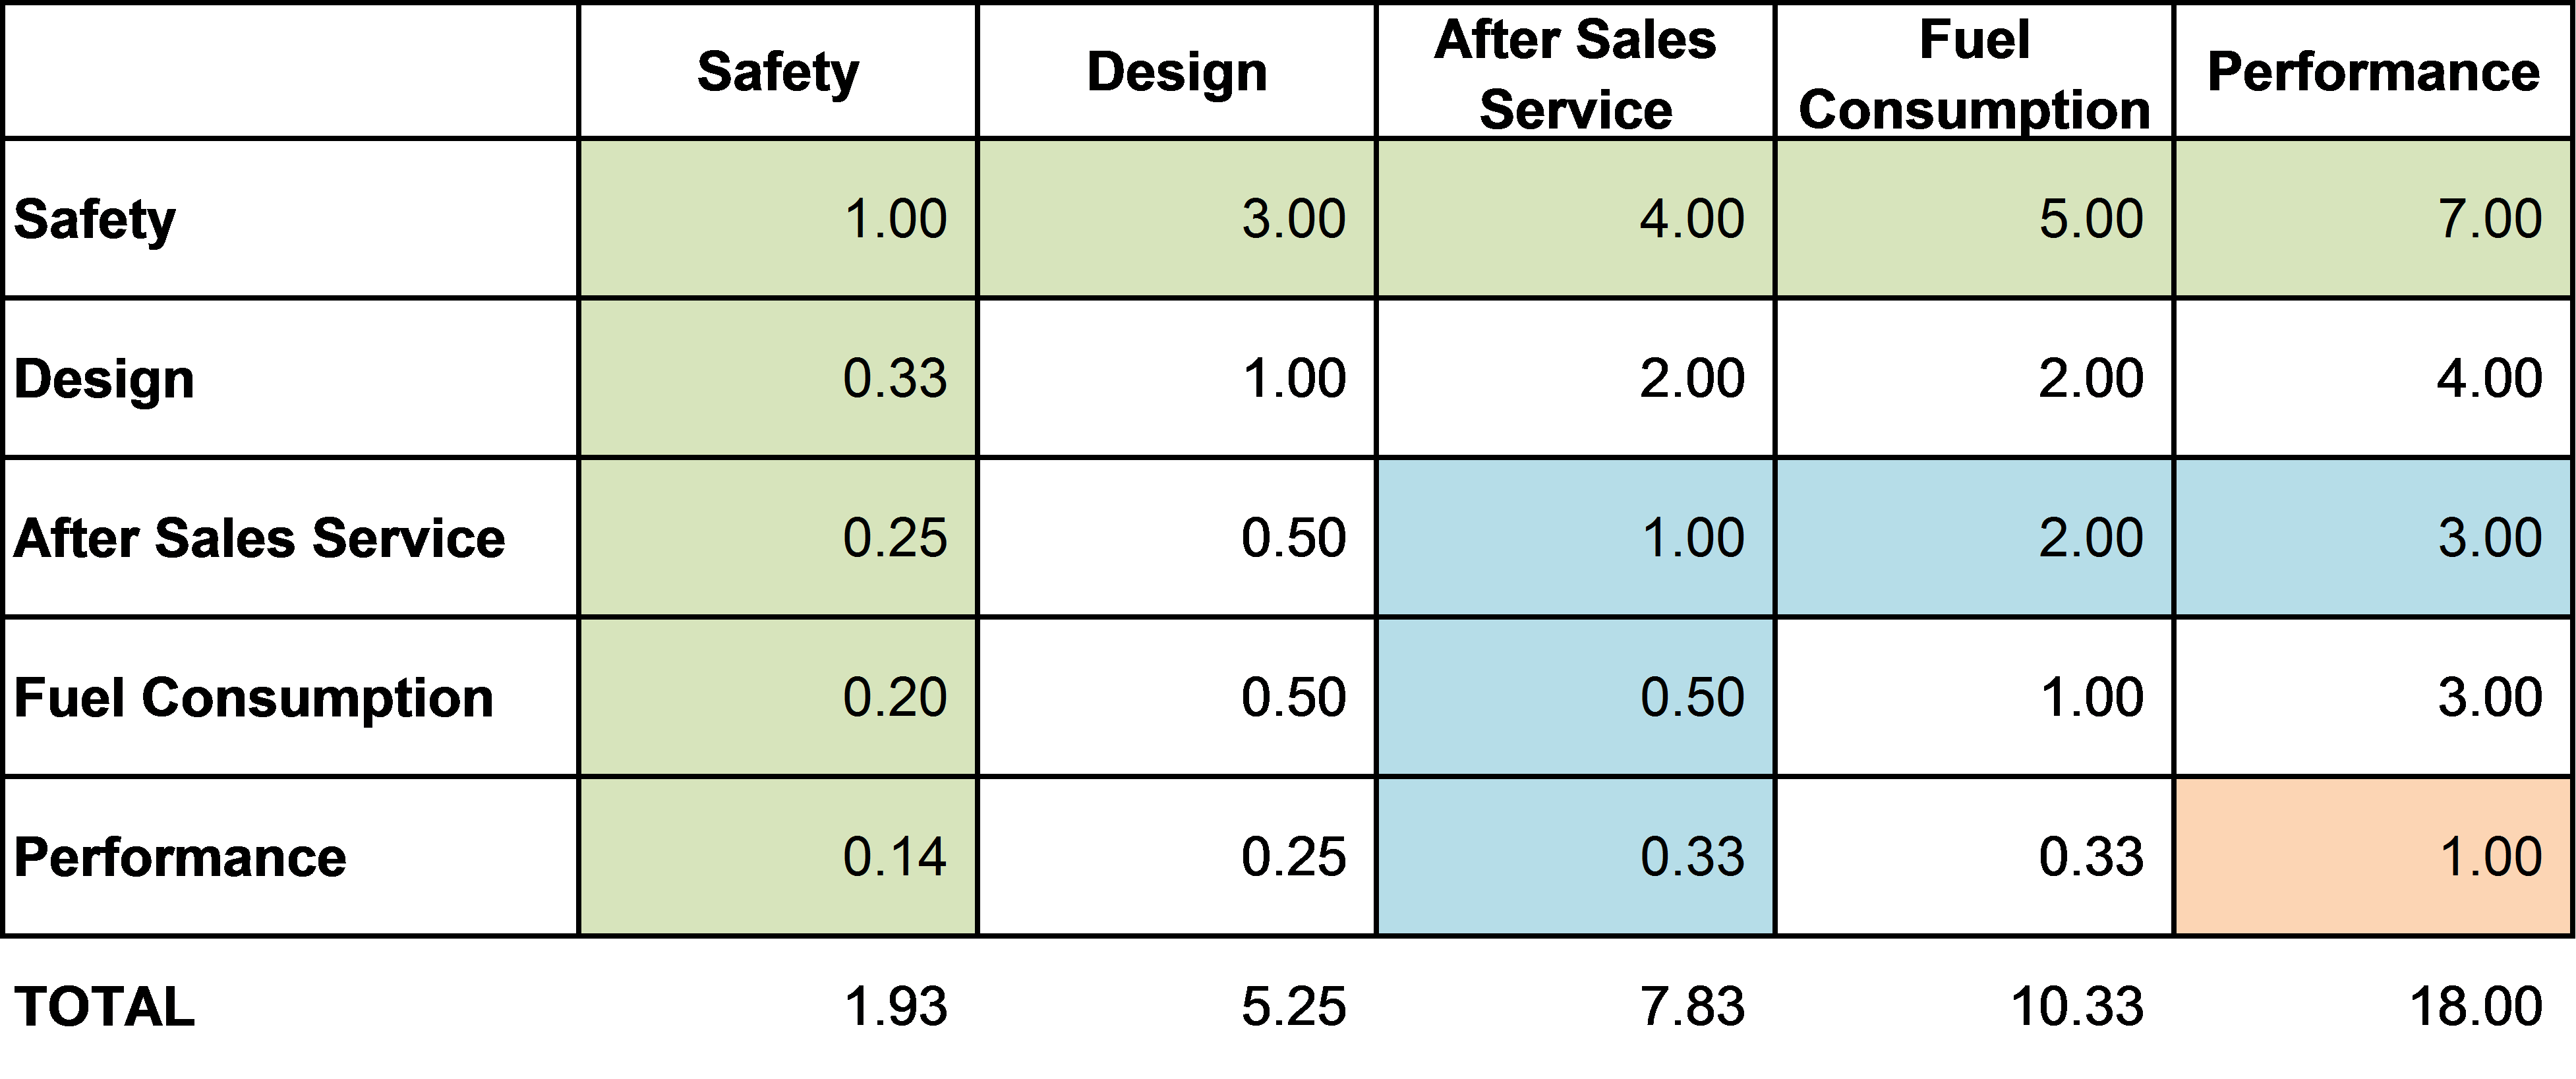 Safety Design After Sales Service Fuel Consumption Performance
Safety 1.00 3.00 4.00 5.00 7.00
Design 0.33 1.00 2.00 2.00 4.00
After Sales Service 0.25 0.50 1.00 2.00 3.00
Fuel Consumption 0.20 0.50 0.50 1.00 3.00
Performance 0.14 0.25 0.33 0.33 1.00
TOTAL 1.93 5.25 7.83 10.33 18.00